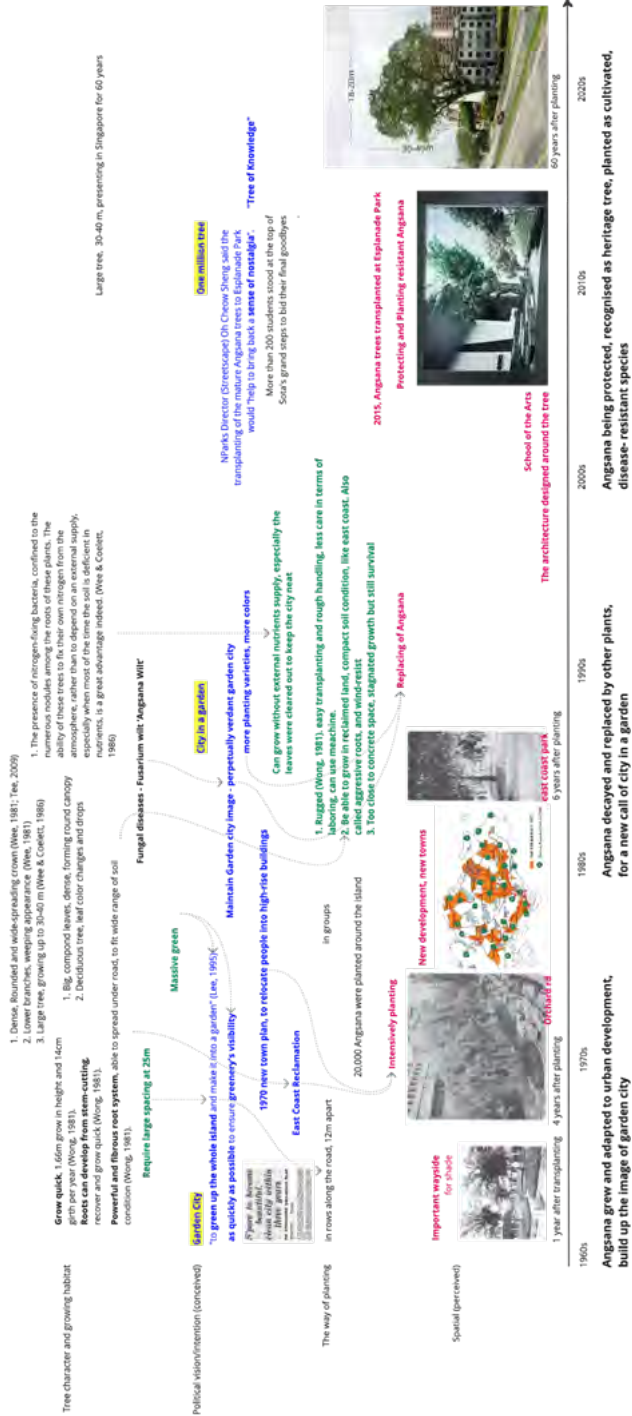 Tree character and growing habitat
Grow quick, 1.66m grow in height and 14cm
girth per year (Wong, 1981).
Roots can develop from stem-cutting,
recover and grow quick (Wong, 1981).
Powerful and fibrous root system, able to spread under road, to fit wide range of soil
condition (Wong, 1981).
Require large spacing at 25m
1. Dense, Rounded and wide-spreading crown (Wee, 1981; Tee, 2009)
2. Lower branches, weeping appearance (Wee, 1981)
3. Large tree, growing up to 30-40 m (Wee & Coelett, 1986)
1. Big, compond leaves, dense, forming round canopy
2. Deciduous tree, leaf color changes and drops
Massive green
Fungal diseases - Fusarium wilt 'Angsana Wilt'
1. The presence of nitrogen-fixing bacteria, confined to the
numerous nodules among the roots of these plants. The
ability of these trees to fix their own nitrogen from the
atmosphere, rather than to depend on an external supply,
especially when most of the time the soil is deficient in
nutrients, is a great advantage indeed. (Wee & Coelett,
1986)
Large tree, 30-40 m, presenting in Singapore for 60 years
Political vision/intention (conceived)
Garden City
"to green up the whole island and make it into a garden" (Lee, 1995)
as quickly as possible to ensure greenery's visibility
S'pore to become
beautiful,
clean city within
three years
1970 new town plan, to relocate people into high-rise buildings
East Coast Reclamation
City in a garden
Maintain Garden city image - perpetually verdant garden city
more planting varieties, more colors
One million tree
NParks Director (Streetscape) Oh Cheow Sheng said the
transplanting of the mature Angsana trees to Esplanade Park
would "help to bring back a sense of nostalgia".
"Tree of Knowledge"
More than 200 students stood at the top of
Sota's grand steps to bid their final goodbyes
The way of planting
in rows along the road, 12m apart
in groups
20,000 Angsana were planted around the island
Can grow without external nutrients supply, especially the
leaves were cleared out to keep the city neat
1. Rugged (Wong, 1981). easy transplanting and rough handling, less care in terms of
laboring, can use meachine.
2. Be able to grow in reclaimed land, compact soil condition, like east coast. Also
called aggressive roots, and wind-resist
3. Too close to concrete space, stagnated growth but still survival
Spatial (perceived)
Important wayside
for shade
Intensively planting
New development, new towns
Replacing of Angsana
2015, Angsana trees transplanted at Esplanade Park
Protecting and Planting resistant Angsana
Orchard rd
east coast park
School of the Arts
The architecture designed around the tree
18-20m
30-40m
1 year after transplanting
4 years after planting
6 years after planting
60 years after planting
1960s
1970s
1980s
1990s
2000s
2010s
2020s
Angsana grew and adapted to urban development,
build up the image of garden city
Angsana decayed and replaced by other plants,
for a new call of city in a garden
Angsana being protected, recognised as heritage tree, planted as cultivated,
disease- resistant species